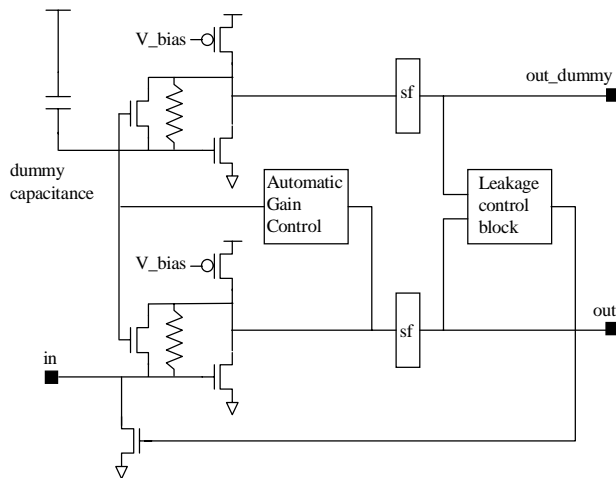 V_bias
out_dummy
sf
dummy
capacitance
Automatic
Gain
Control
Leakage
control
block
V_bias
out
sf
in